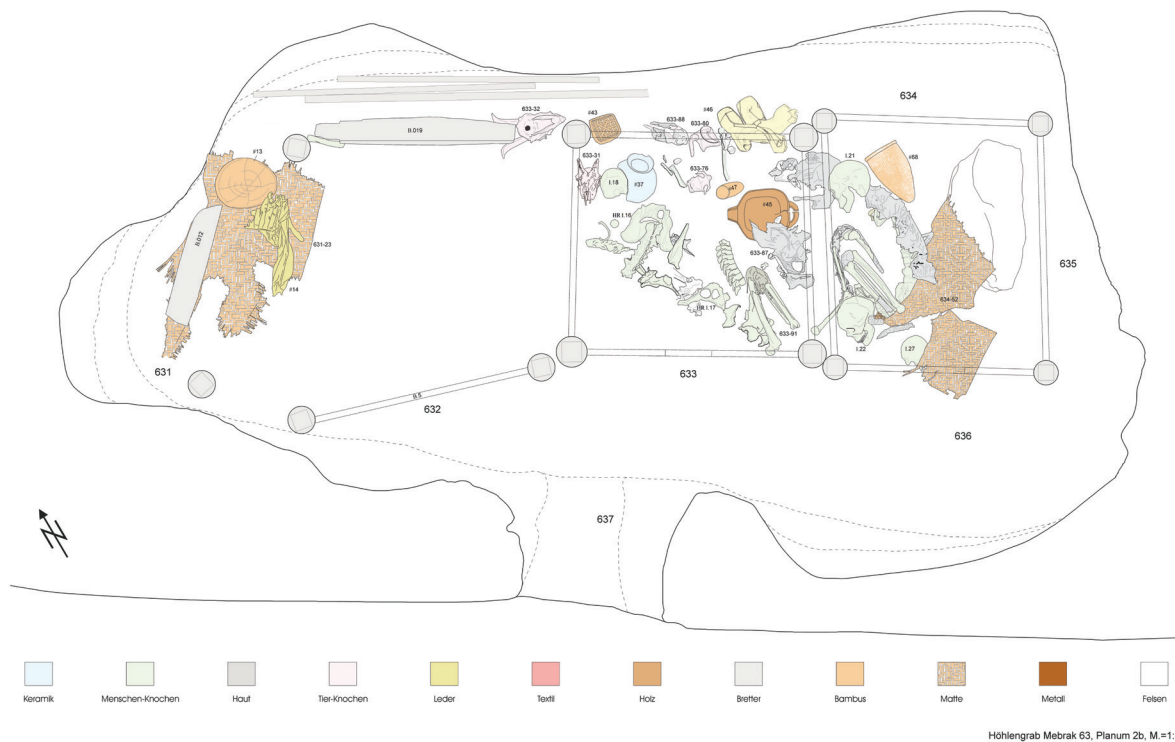 634
#43
#46
633-32
633-88
633-80
II.019
I.21
#13
633-31
#68
633-76
I.18
#37
#47
#45
HR I.16
II.012
631-23
633-87
635
#14
634-52
HR I.17
633-91
I.22
I.27
631
633
II.5
632
636
N
637
Keramik
Menschen-Knochen
Haut
Tier-Knochen
Leder
Textil
Holz
Bretter
Bambus
Matte
Metall
Felsen
Höhlengrab Mebrak 63, Planum 2b, M.=1: